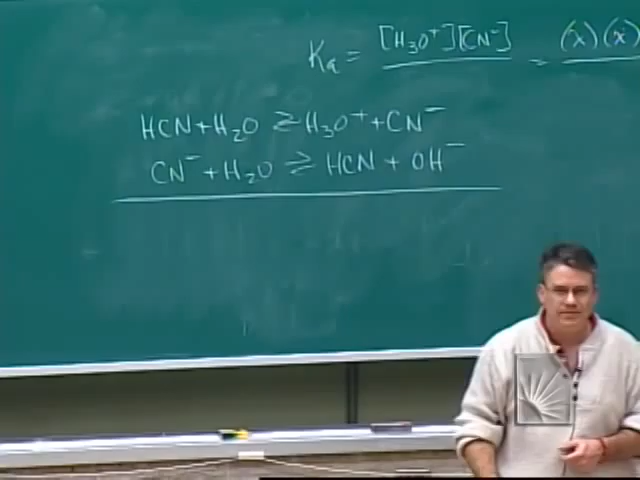 Kₐ = [H₃O⁺][CN⁻] = (x)(x)
HCN + H₂O ⇌ H₃O⁺ + CN⁻
CN⁻ + H₂O ⇌ HCN + OH⁻